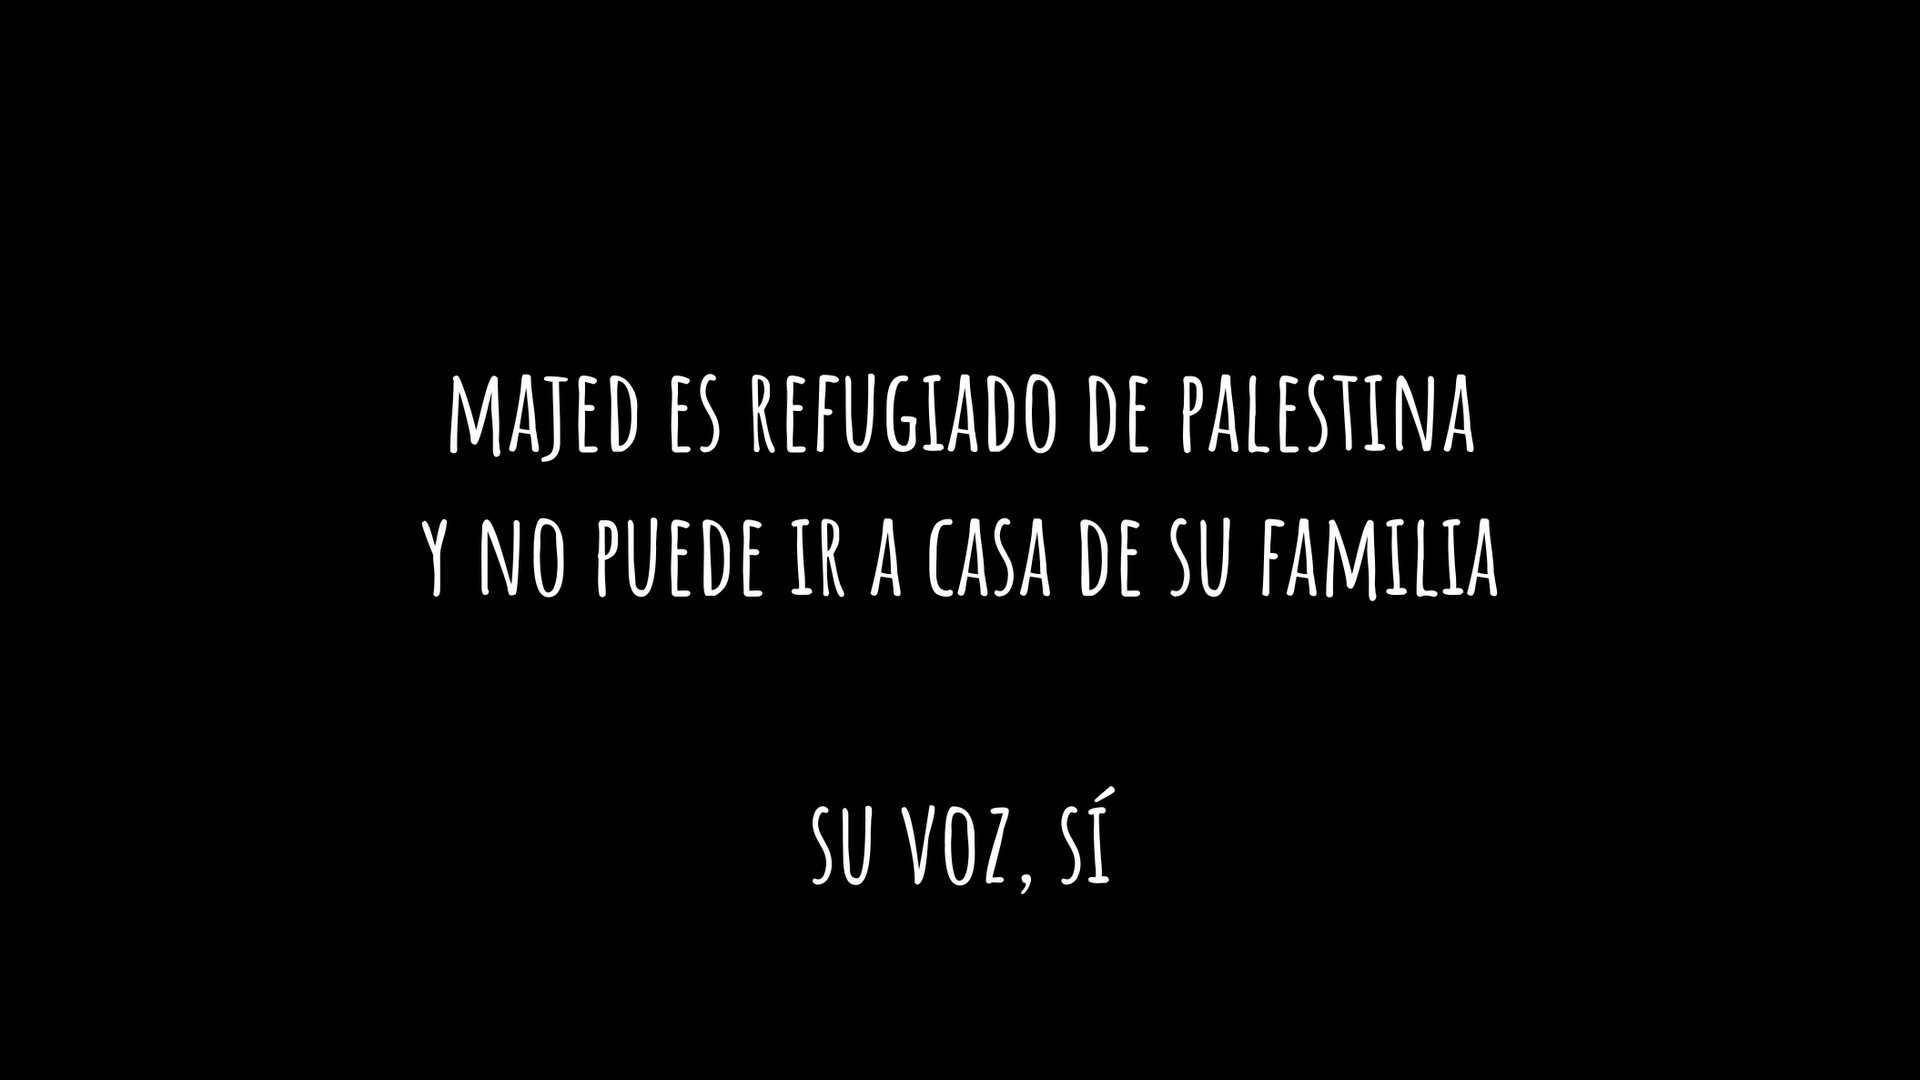 MAJED ES REFUGIADO DE PALESTINA
Y NO PUEDE IR A CASA DE SU FAMILIA
SU VOZ, SÍ